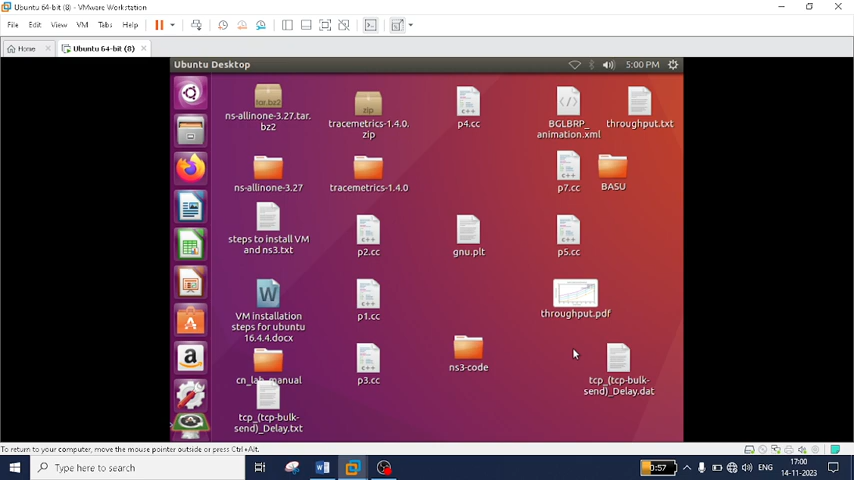 Ubuntu 64-bit (8) - VMware Workstation
File Edit View VM Tabs Help
Home
Ubuntu 64-bit (8)
Ubuntu Desktop
5:00 PM
tar.bz2
ns-allinone-3.27.tar.
bz2
zip
tracemetrics-1.4.0.
zip
p4.cc
BGLBRP_
animation.xml
throughput.txt
ns-allinone-3.27
tracemetrics-1.4.0
p7.cc
BASU
steps to install VM
and ns3.txt
p2.cc
gnu.plt
p5.cc
VM installation
steps for ubuntu
16.4.4.docx
p1.cc
throughput.pdf
cn_lab_manual
p3.cc
ns3-code
tcp_(tcp-bulk-
send)_Delay.dat
tcp_(tcp-bulk-
send)_Delay.txt
To return to your computer, move the mouse pointer outside or press Ctrl+Alt.
Type here to search
0:57
ENG
17:00
14-11-2023